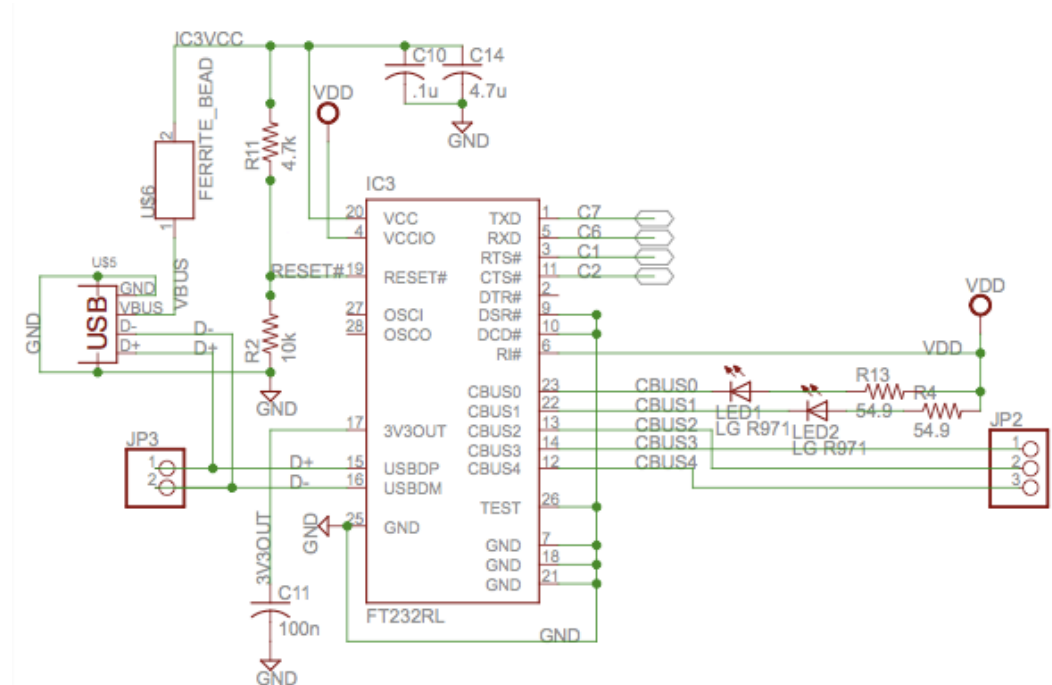 IC3VCC
C10
C14
.1u
4.7u
GND
VDD
FERRITE_BEAD
U$6
2
1
R11
4.7k
IC3
20 VCC
4 VCCIO
RESET# 19 RESET#
27 OSCI
28 OSCO
17 3V3OUT
D+ 15 USBDP
D- 16 USBDM
GND 25 GND
TXD 1 C7
RXD 5 C6
RTS# 3 C1
CTS# 11 C2
DTR# 2
DSR# 9
DCD# 10
RI# 6 VDD
CBUS0 23 CBUS0
CBUS1 22 CBUS1
CBUS2 13 CBUS2
CBUS3 14 CBUS3
CBUS4 12 CBUS4
TEST 26
GND 7
GND 18
GND 21
FT232RL
GND
VDD
R13
54.9
R4
54.9
LED1
LG R971
LED2
LG R971
JP2
1
2
3
U$5
USB
GND
VBUS
D-
D+
GND
VBUS
D-
D+
R2
10k
GND
JP3
1
2
3V3OUT
C11
100n
GND